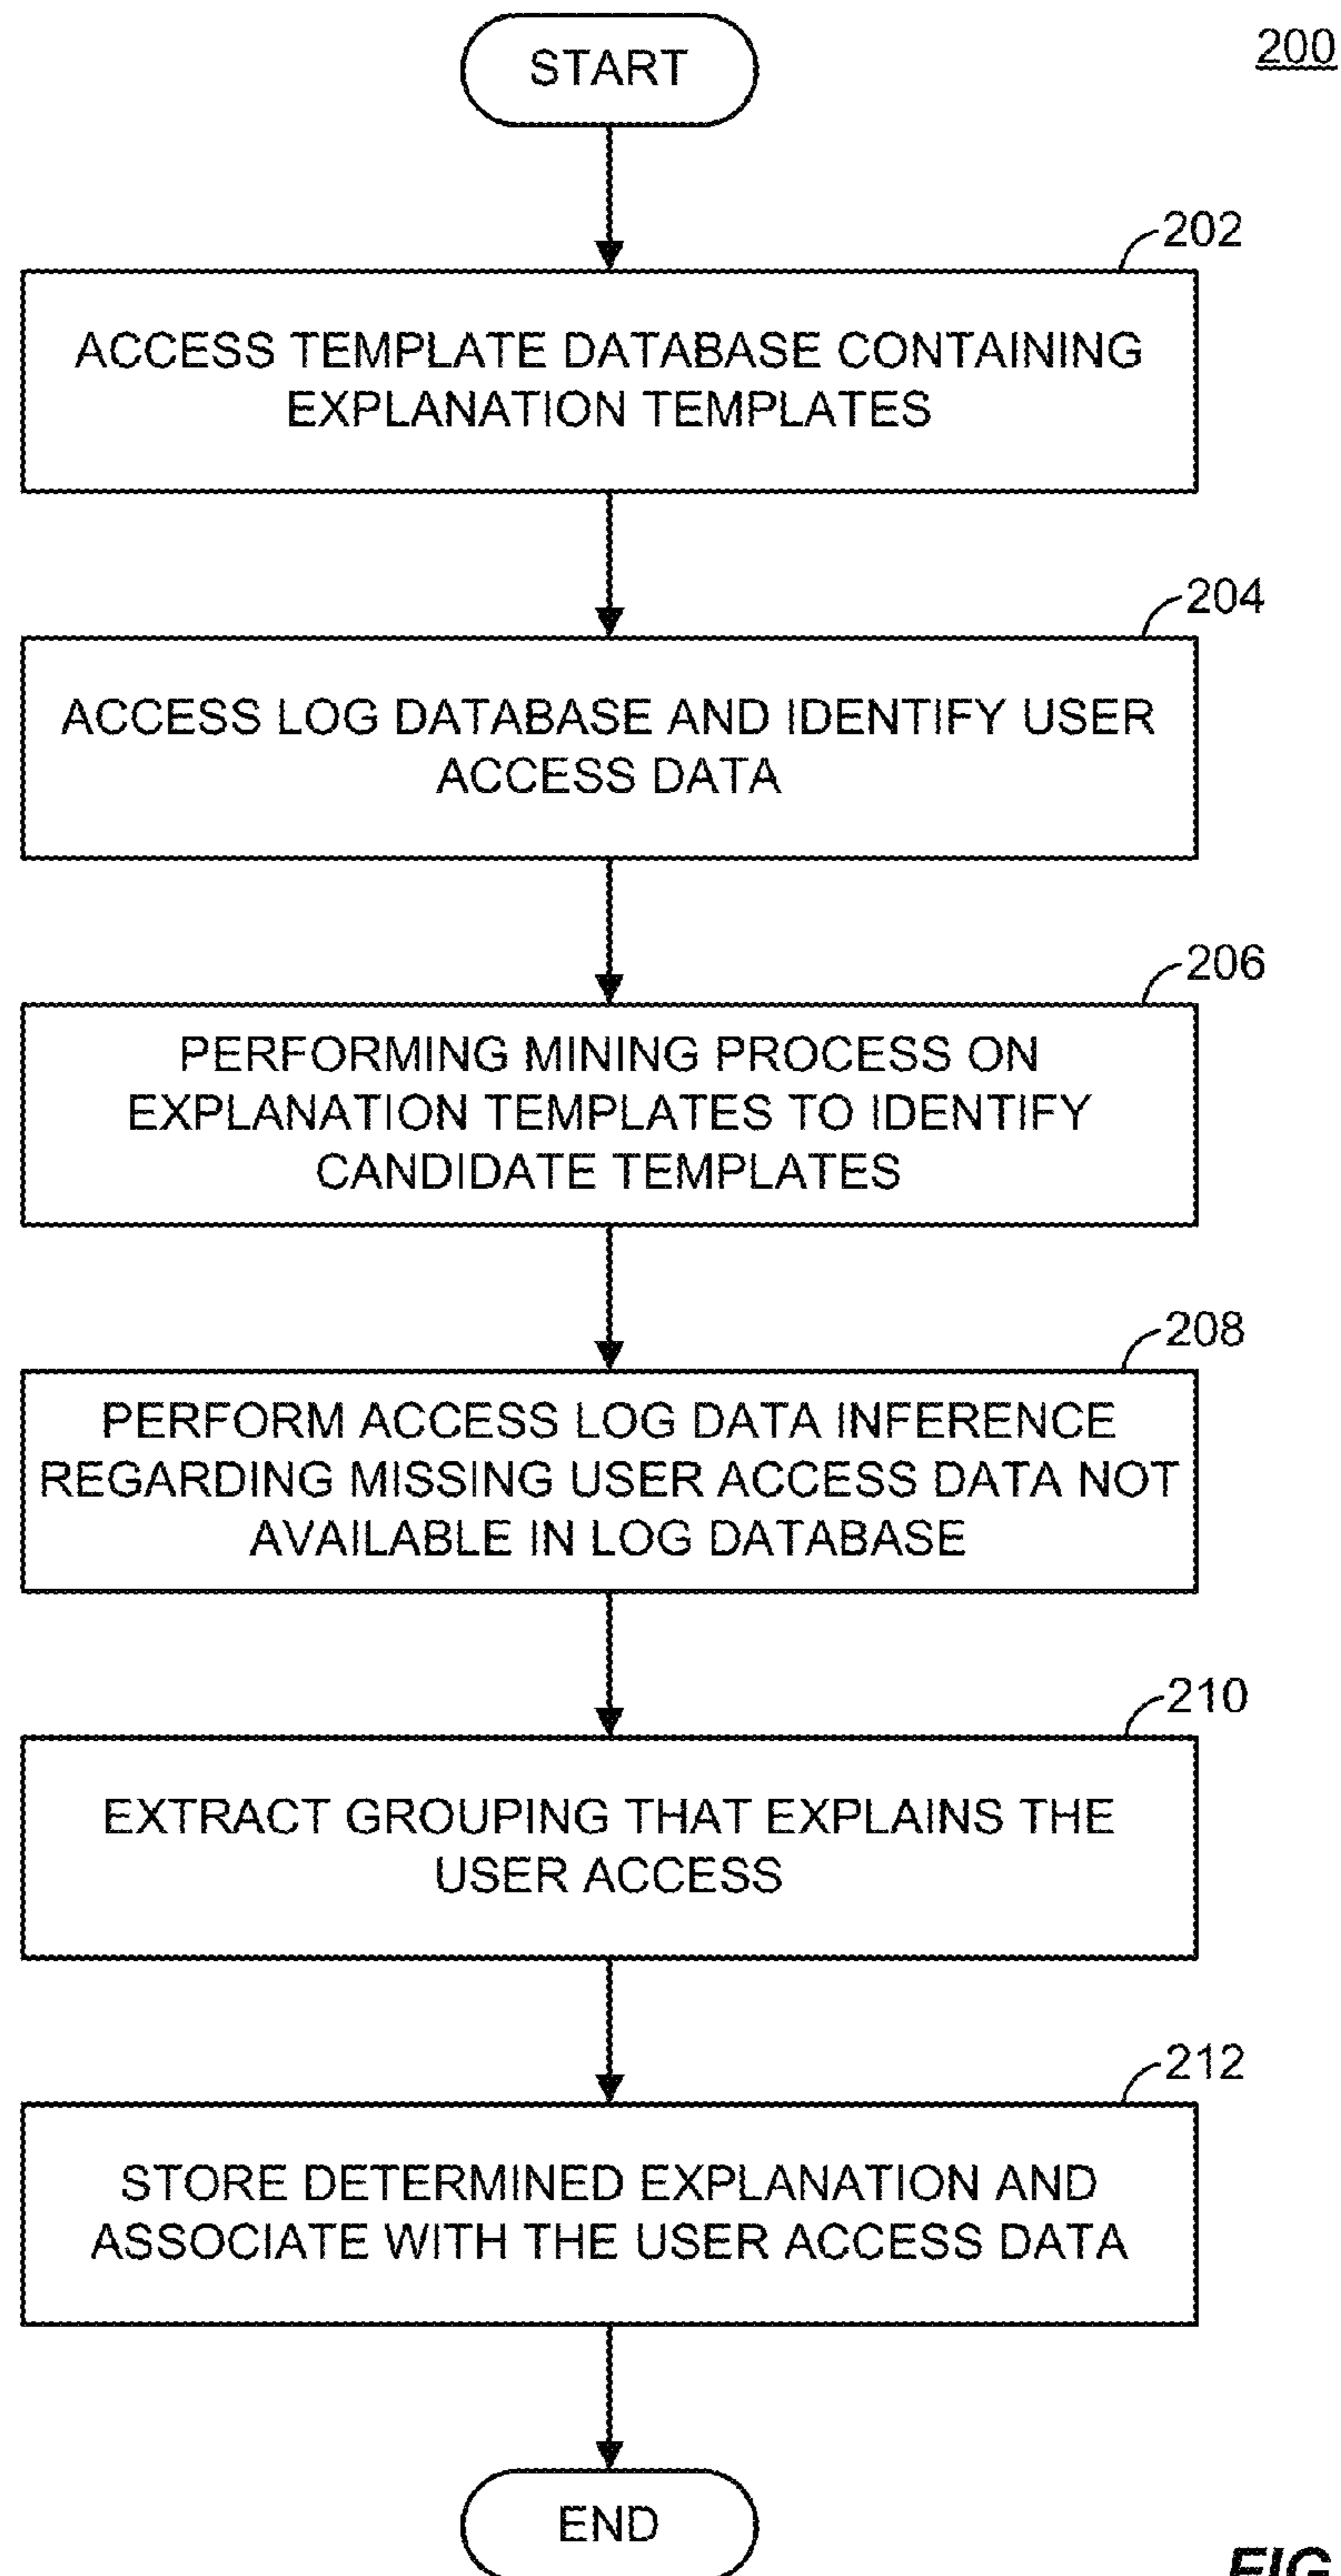 START
200
202
ACCESS TEMPLATE DATABASE CONTAINING
EXPLANATION TEMPLATES
204
ACCESS LOG DATABASE AND IDENTIFY USER
ACCESS DATA
206
PERFORMING MINING PROCESS ON
EXPLANATION TEMPLATES TO IDENTIFY
CANDIDATE TEMPLATES
208
PERFORM ACCESS LOG DATA INFERENCE
REGARDING MISSING USER ACCESS DATA NOT
AVAILABLE IN LOG DATABASE
210
EXTRACT GROUPING THAT EXPLAINS THE
USER ACCESS
212
STORE DETERMINED EXPLANATION AND
ASSOCIATE WITH THE USER ACCESS DATA
END
FIG